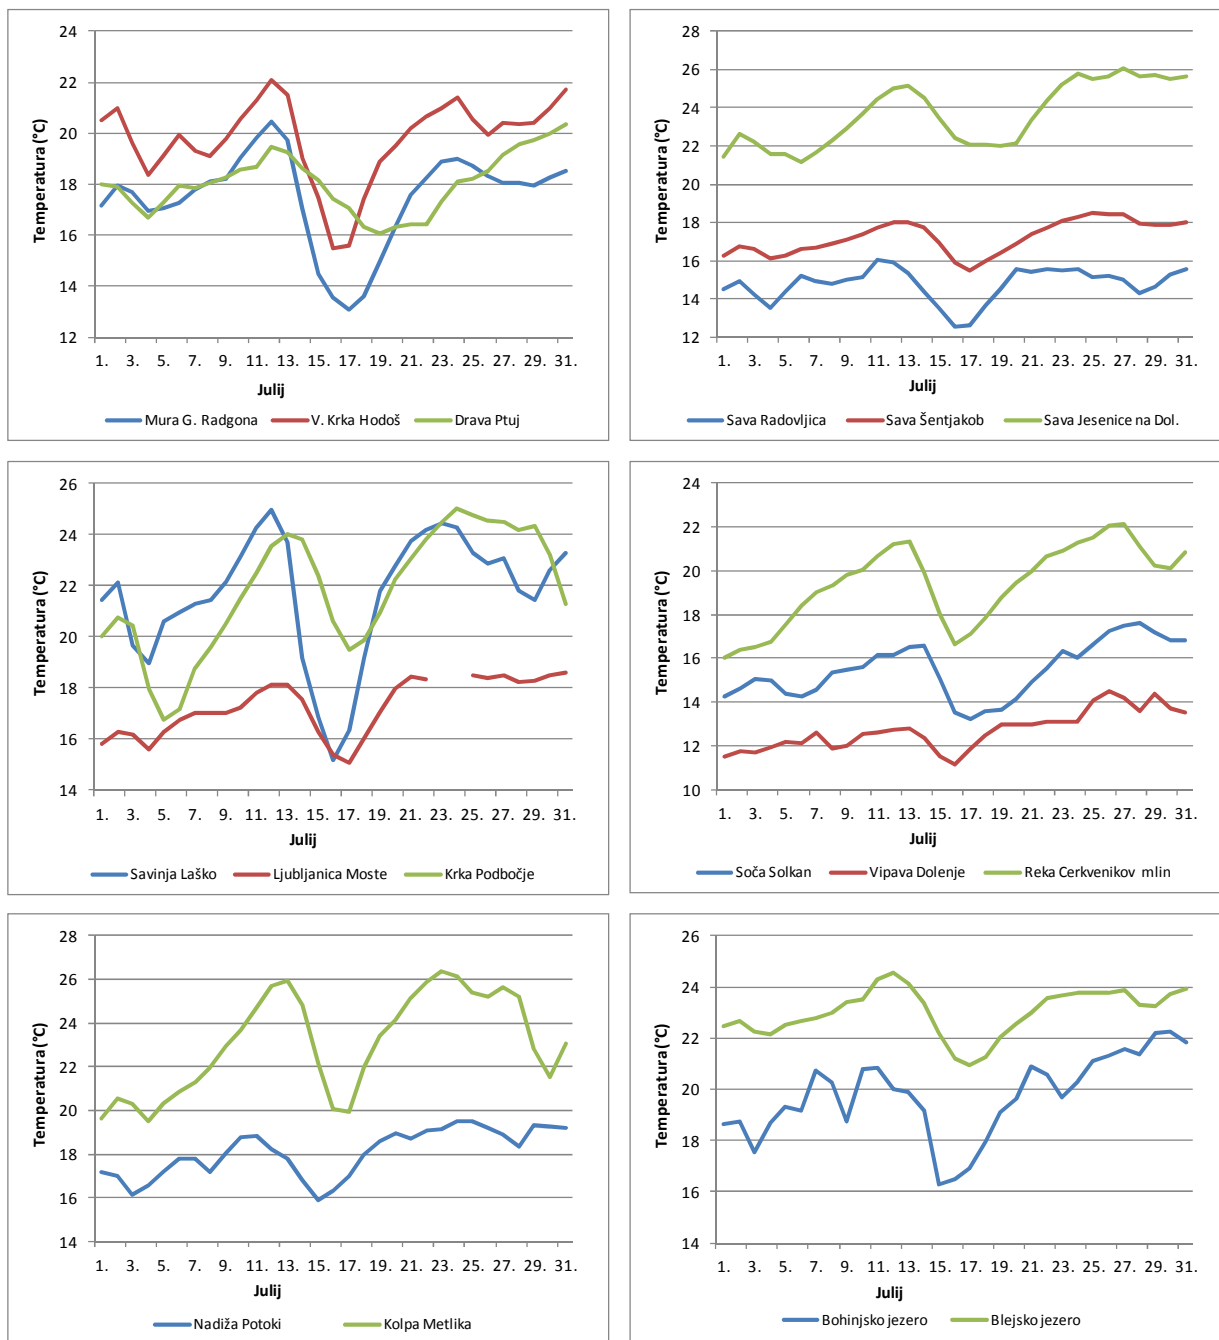 24
22
20
18
16
14
12
Temperatura (°C)
1. 3. 5. 7. 9. 11. 13. 15. 17. 19. 21. 23. 25. 27. 29. 31.
Julij
Mura G. Radgona V. Krka Hodoš Drava Ptuj
28
26
24
22
20
18
16
14
12
Temperatura (°C)
1. 3. 5. 7. 9. 11. 13. 15. 17. 19. 21. 23. 25. 27. 29. 31.
Julij
Sava Radovljica Sava Šentjakob Sava Jesenice na Dol.
26
24
22
20
18
16
14
Temperatura (°C)
1. 3. 5. 7. 9. 11. 13. 15. 17. 19. 21. 23. 25. 27. 29. 31.
Julij
Savinja Laško Ljubljanica Moste Krka Podbočje
24
22
20
18
16
14
12
10
Temperatura (°C)
1. 3. 5. 7. 9. 11. 13. 15. 17. 19. 21. 23. 25. 27. 29. 31.
Julij
Soča Solkan Vipava Dolenje Reka Cerkvenikov mlin
28
26
24
22
20
18
16
14
Temperatura (°C)
1. 3. 5. 7. 9. 11. 13. 15. 17. 19. 21. 23. 25. 27. 29. 31.
Julij
Nadiža Potoki Kolpa Metlika
26
24
22
20
18
16
14
Temperatura (°C)
1. 3. 5. 7. 9. 11. 13. 15. 17. 19. 21. 23. 25. 27. 29. 31.
Julij
Bohinjsko jezero Blejsko jezero